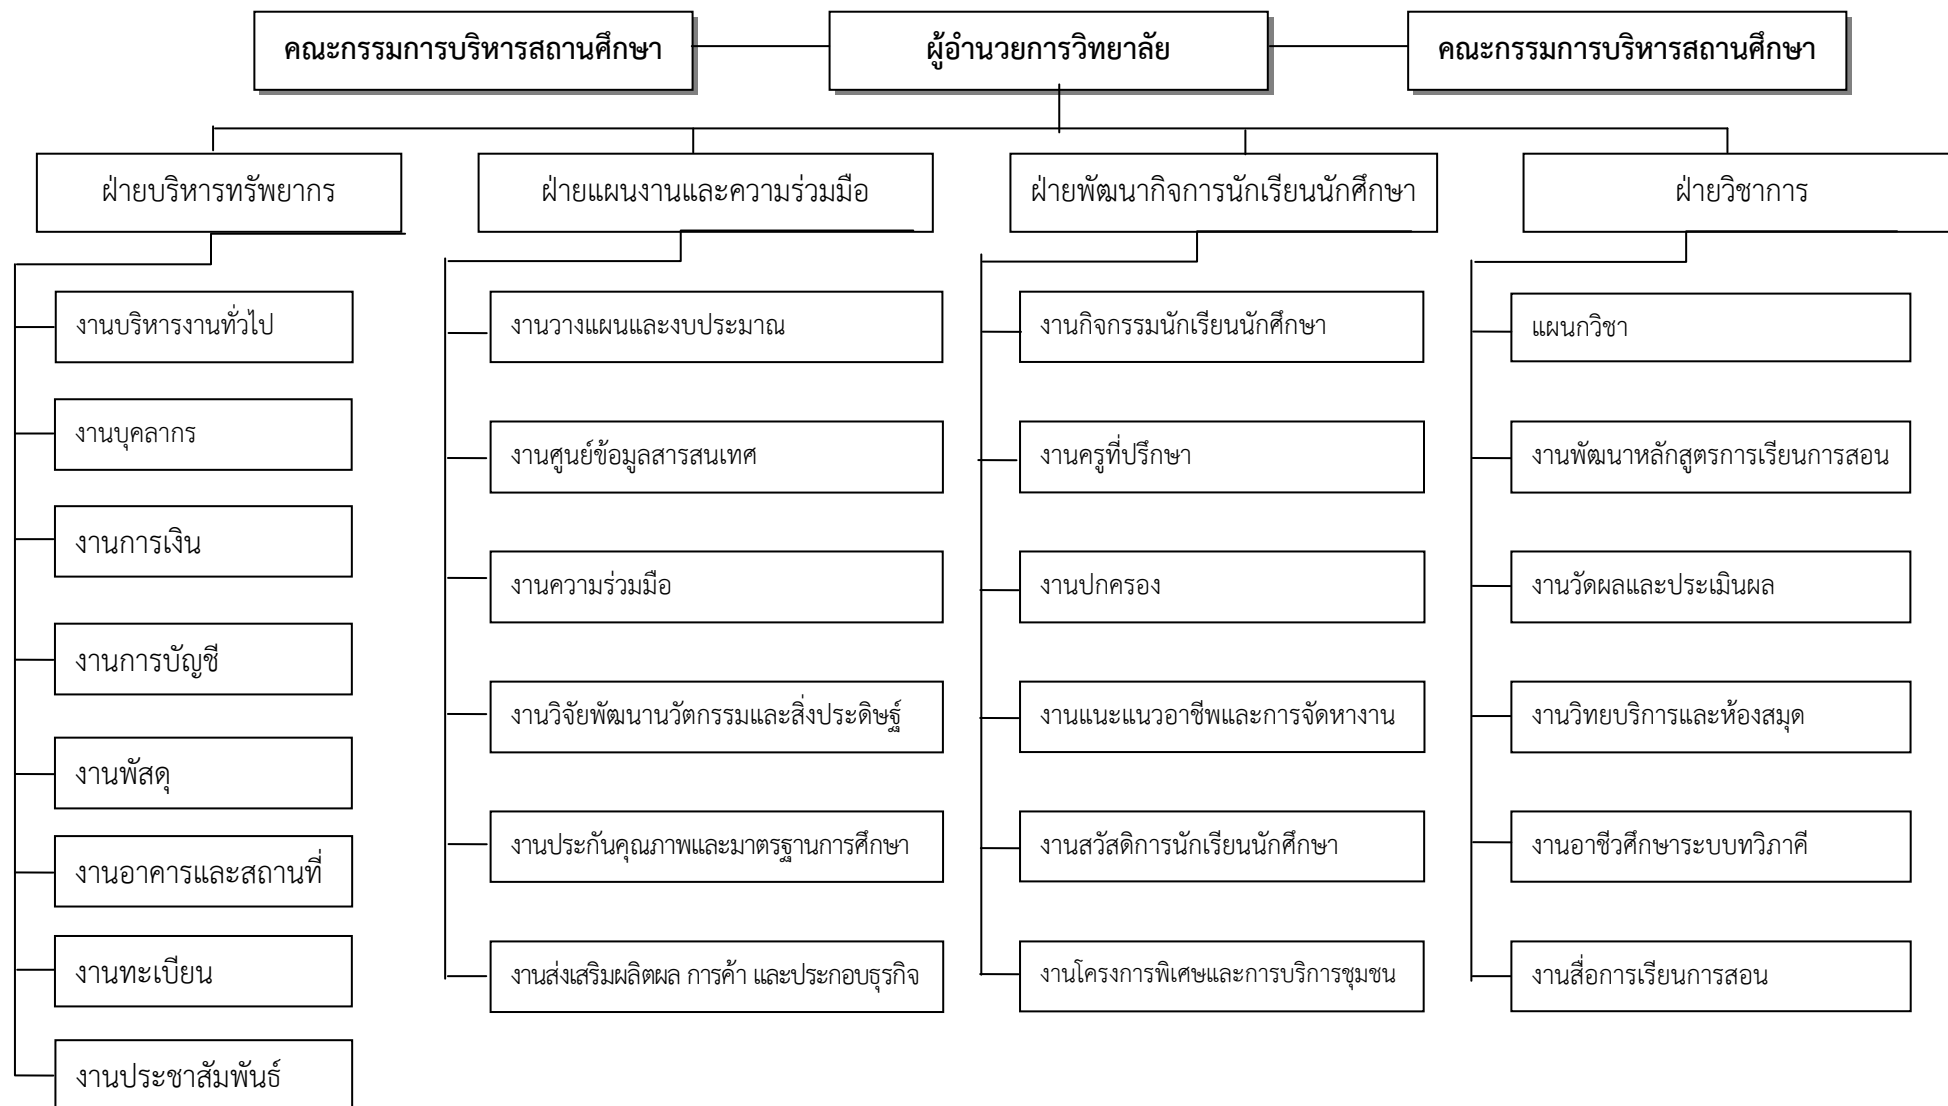 คณะกรรมการบริหารสถานศึกษา
ผู้อำนวยการวิทยาลัย
คณะกรรมการบริหารสถานศึกษา
ฝ่ายบริหารทรัพยากร
ฝ่ายแผนงานและความร่วมมือ
ฝ่ายพัฒนากิจการนักเรียนนักศึกษา
ฝ่ายวิชาการ
งานบริหารงานทั่วไป
งานบุคลากร
งานการเงิน
งานการบัญชี
งานพัสดุ
งานอาคารและสถานที่
งานทะเบียน
งานประชาสัมพันธ์
งานวางแผนและงบประมาณ
งานศูนย์ข้อมูลสารสนเทศ
งานความร่วมมือ
งานวิจัยพัฒนานวัตกรรมและสิ่งประดิษฐ์
งานประกันคุณภาพและมาตรฐานการศึกษา
งานส่งเสริมผลิตผล การค้า และประกอบธุรกิจ
งานกิจกรรมนักเรียนนักศึกษา
งานครูที่ปรึกษา
งานปกครอง
งานแนะแนวอาชีพและการจัดหางาน
งานสวัสดิการนักเรียนนักศึกษา
งานโครงการพิเศษและการบริการชุมชน
แผนกวิชา
งานพัฒนาหลักสูตรการเรียนการสอน
งานวัดผลและประเมินผล
งานวิทยบริการและห้องสมุด
งานอาชีวศึกษาระบบทวิภาคี
งานสื่อการเรียนการสอน